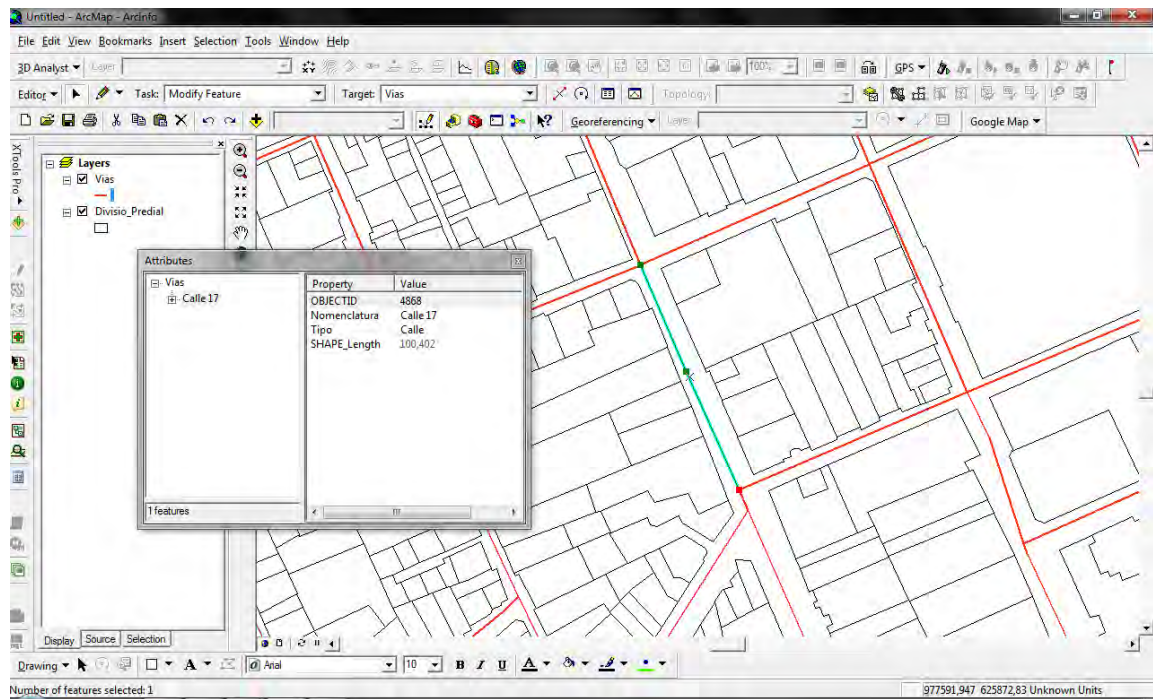 Untitled - ArcMap - ArcInfo
File Edit View Bookmarks Insert Selection Tools Window Help
3D Analyst Layer: 100% GPS
Editor Task: Modify Feature Target: Vias Topology:
Georeferencing Layer: Google Map
XTools Pro
Layers
Vias
Divisio_Predial
Attributes
Vias
Calle 17
Property Value
OBJECTID 4868
Nomenclatura Calle 17
Tipo Calle
SHAPE_Length 100,402
1 features
Display Source Selection
Drawing A Arial 10 B I U A
Number of features selected: 1
977591,947 625872,83 Unknown Units